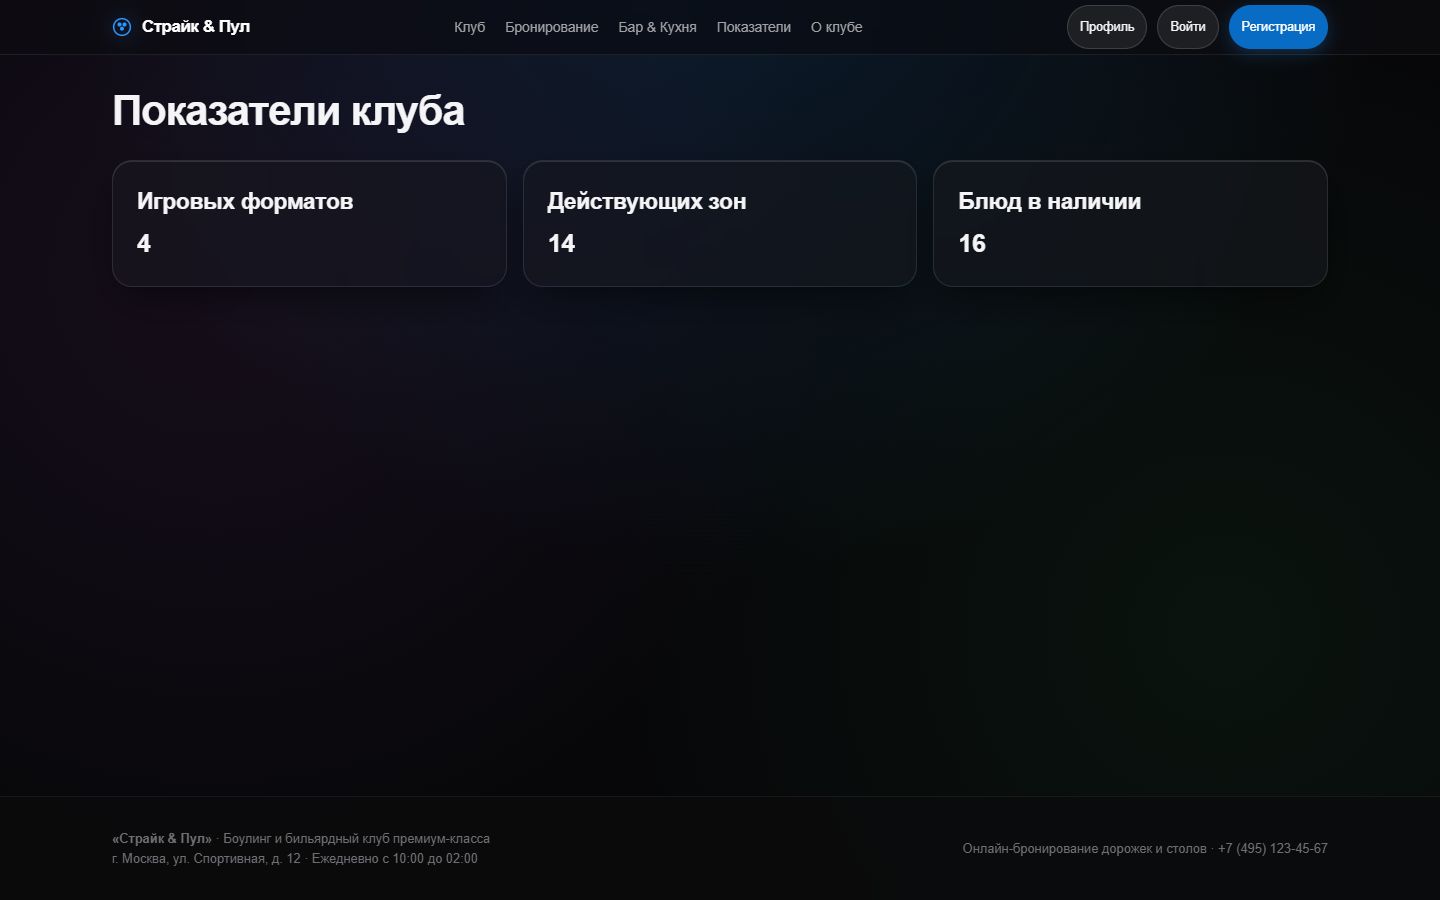 Страйк & Пул
Клуб Бронирование Бар & Кухня Показатели О клубе
Профиль Войти Регистрация
Показатели клуба
Игровых форматов
4
Действующих зон
14
Блюд в наличии
16
«Страйк & Пул» · Боулинг и бильярдный клуб премиум-класса
г. Москва, ул. Спортивная, д. 12 · Ежедневно с 10:00 до 02:00
Онлайн-бронирование дорожек и столов · +7 (495) 123-45-67